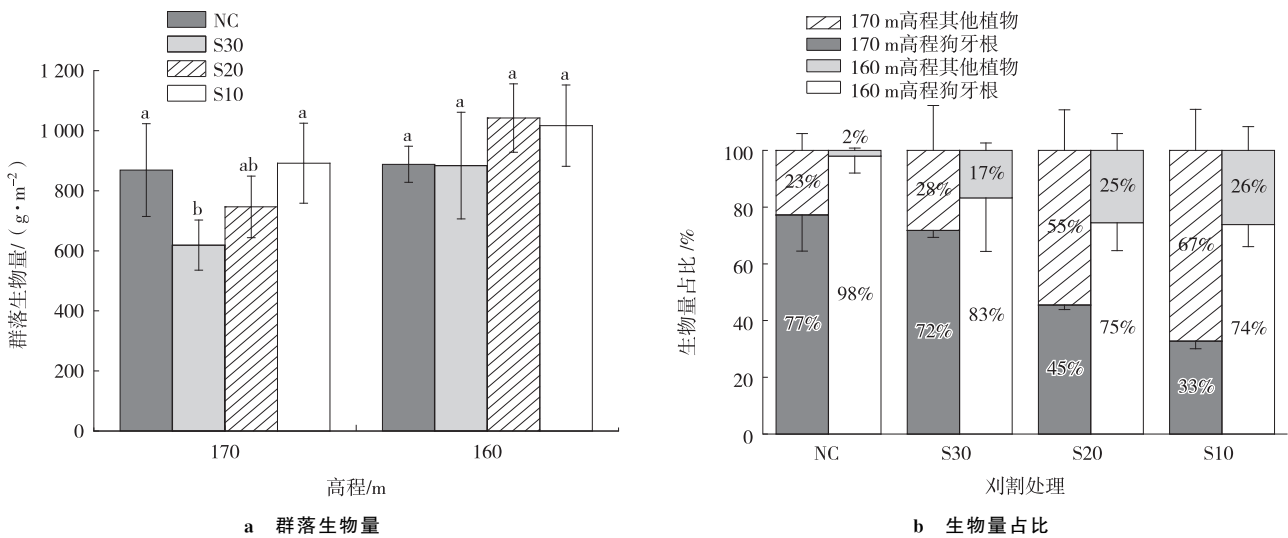 NC
S30
S20
S10
1 200
1 000
800
600
400
200
0
群落生物量/（g·m⁻²）
a
b
ab
a
a
a
a
a
170
160
高程/m
a 群落生物量
170 m高程其他植物
170 m高程狗牙根
160 m高程其他植物
160 m高程狗牙根
100
80
60
40
20
0
生物量占比/%
23%
77%
2%
98%
28%
72%
17%
83%
55%
45%
25%
75%
67%
33%
26%
74%
NC
S30
S20
S10
刈割处理
b 生物量占比